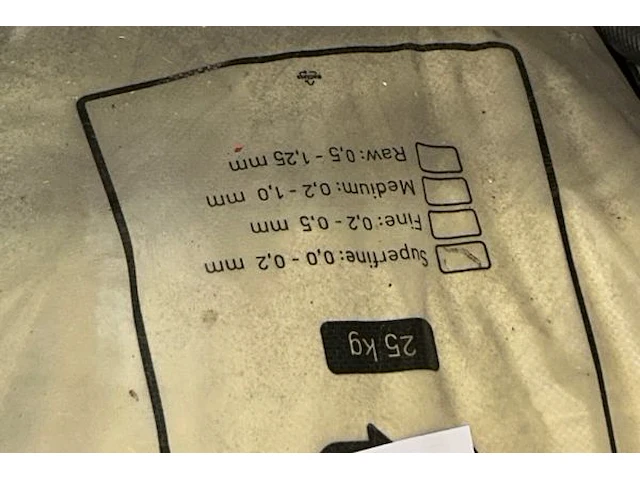 25 kg
Superfine: 0,0 - 0,2 mm
Fine: 0,2 - 0,5 mm
Medium: 0,2 - 1,0 mm
Raw: 0,5 - 1,25 mm